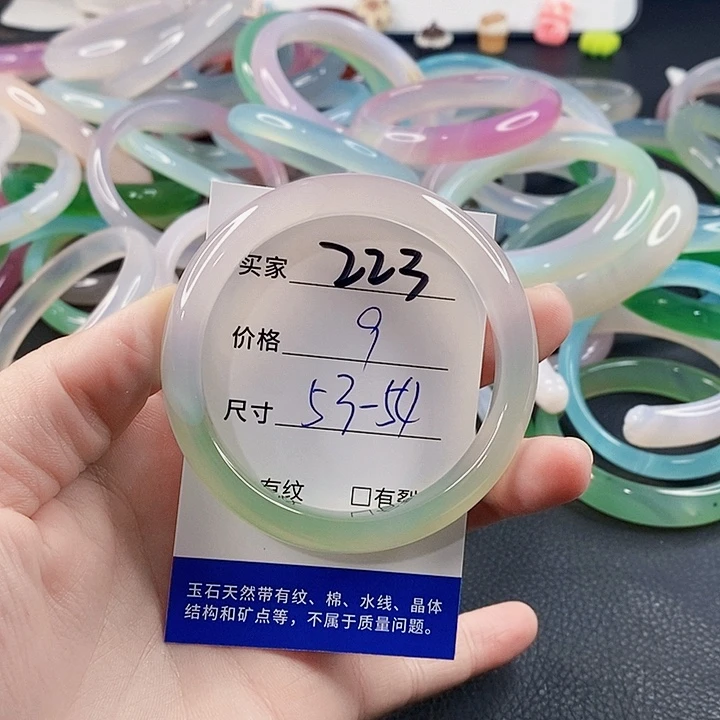 买家 223
价格 9
尺寸 53-54
有纹 □有裂
玉石天然带有纹、棉、水线、晶体
结构和矿点等，不属于质量问题。